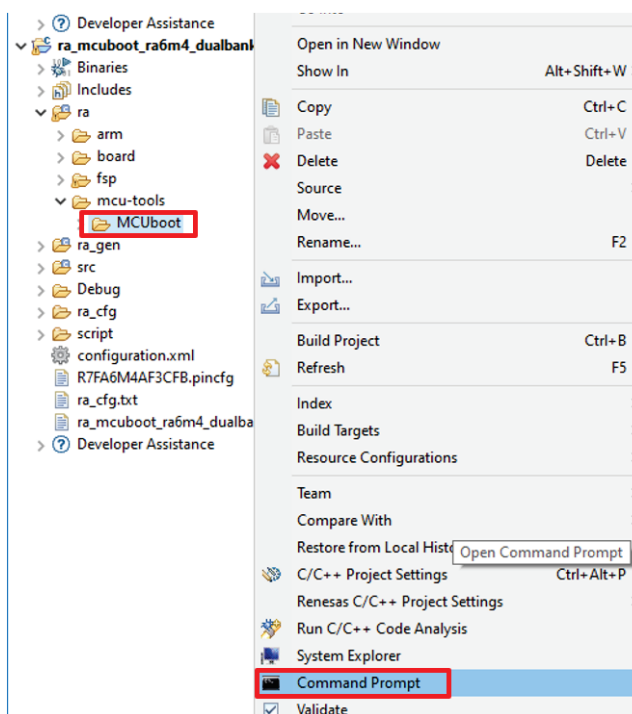 Developer Assistance
ra_mcuboot_ra6m4_dualbank
Binaries
Includes
ra
arm
board
fsp
mcu-tools
MCUboot
ra_gen
src
Debug
ra_cfg
script
configuration.xml
R7FA6M4AF3CFB.pincfg
ra_cfg.txt
ra_mcuboot_ra6m4_dualba
Developer Assistance
Open in New Window
Show In Alt+Shift+W
Copy Ctrl+C
Paste Ctrl+V
Delete Delete
Source
Move...
Rename... F2
Import...
Export...
Build Project Ctrl+B
Refresh F5
Index
Build Targets
Resource Configurations
Team
Compare With
Restore from Local Histo
Open Command Prompt
C/C++ Project Settings Ctrl+Alt+P
Renesas C/C++ Project Settings
Run C/C++ Code Analysis
System Explorer
Command Prompt
Validate